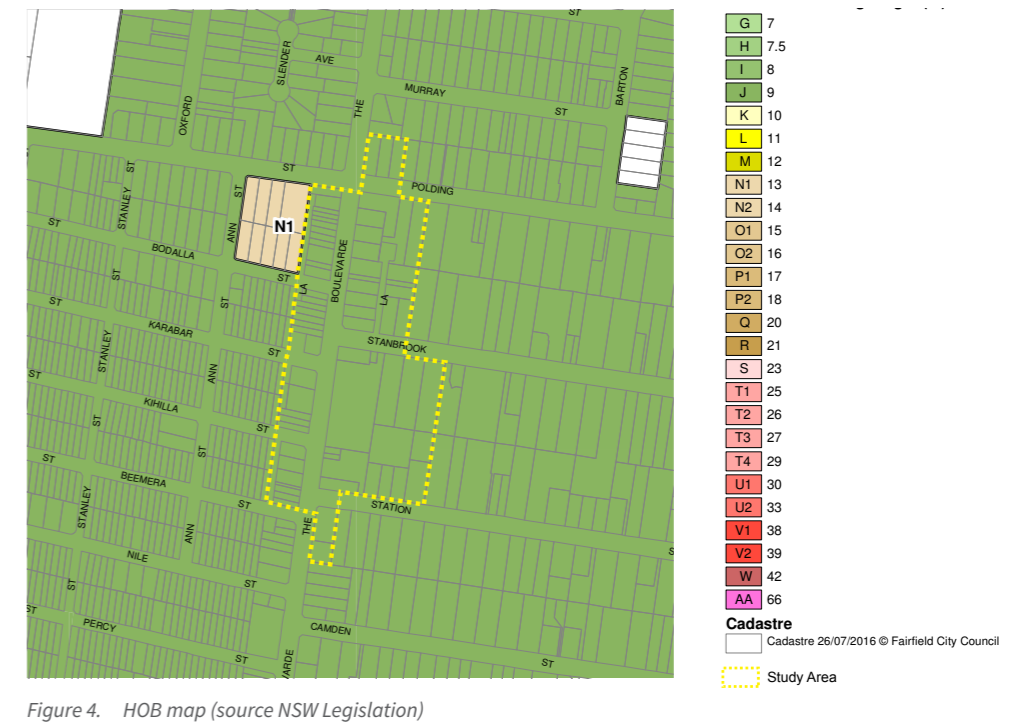 ST
SLENDER
AVE
MURRAY
ST
BARTON
OXFORD
THE
ST
POLDING
ST
ST
STANLEY
ANN
N1
ST
BODALLA
ST
LA
BOULEVARDE
LA
ST
ST
ST
KARABAR
ST
STANBROOK
STANLEY
ANN
ST
KIHILLA
ST
ST
ST
ST
BEEMERA
ST
STATION
STANLEY
ANN
THE
NILE
ST
ST
ST
PERCY
ST
CAMDEN
ST
VARDE
S
G 7
H 7.5
I 8
J 9
K 10
L 11
M 12
N1 13
N2 14
O1 15
O2 16
P1 17
P2 18
Q 20
R 21
S 23
T1 25
T2 26
T3 27
T4 29
U1 30
U2 33
V1 38
V2 39
W 42
AA 66
Cadastre
Cadastre 26/07/2016 © Fairfield City Council
Study Area
Figure 4. HOB map (source NSW Legislation)